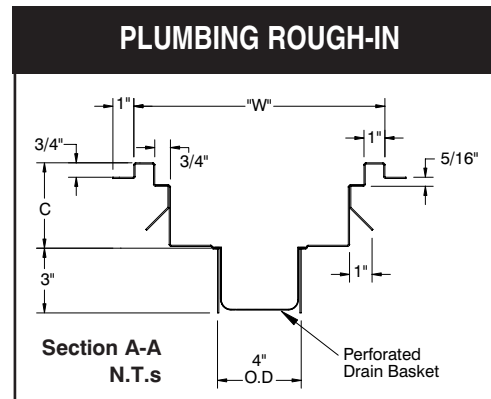 PLUMBING ROUGH-IN
1"
"W"
1"
3/4"
3/4"
5/16"
C
3"
1"
Section A-A
N.T.s
4"
O.D
Perforated
Drain Basket